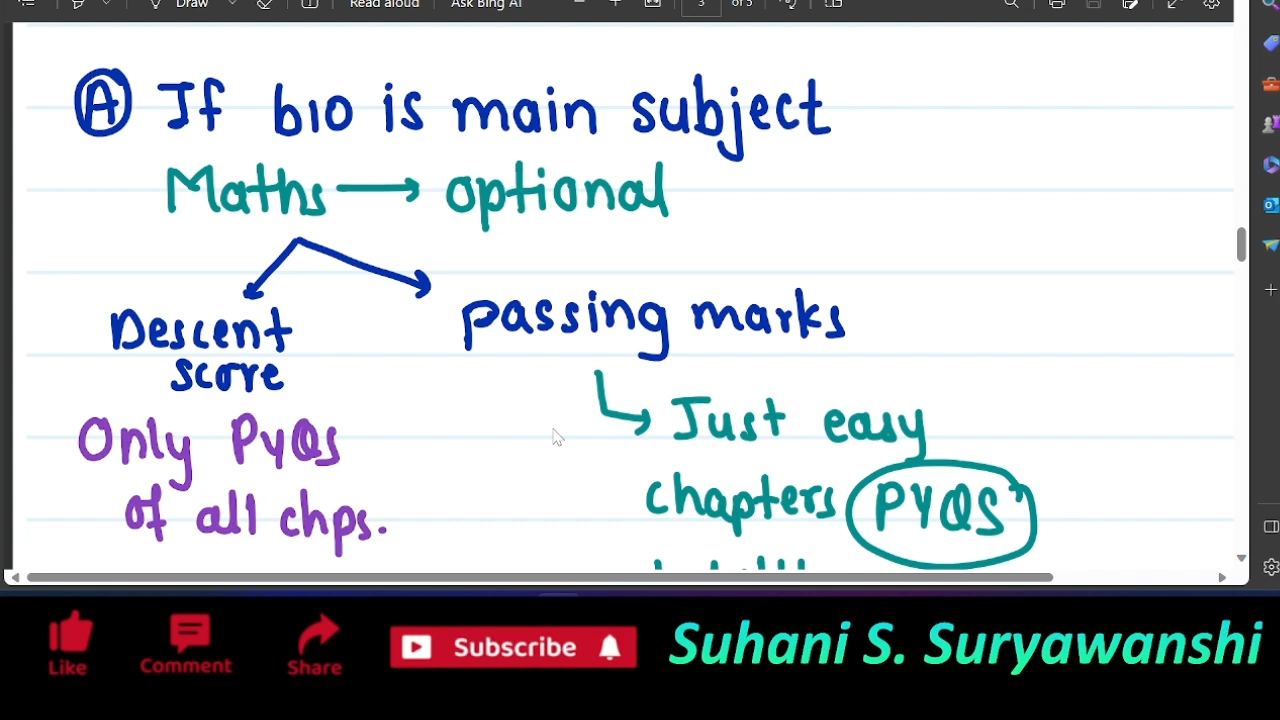 Draw
Read aloud
Ask Bing AI
3
of 5
A If bio is main subject
Maths → optional
Descent
score
passing marks
Only PYQs
of all chps.
Just easy
chapters PYQS
Like
Comment
Share
Subscribe
Suhani S. Suryawanshi